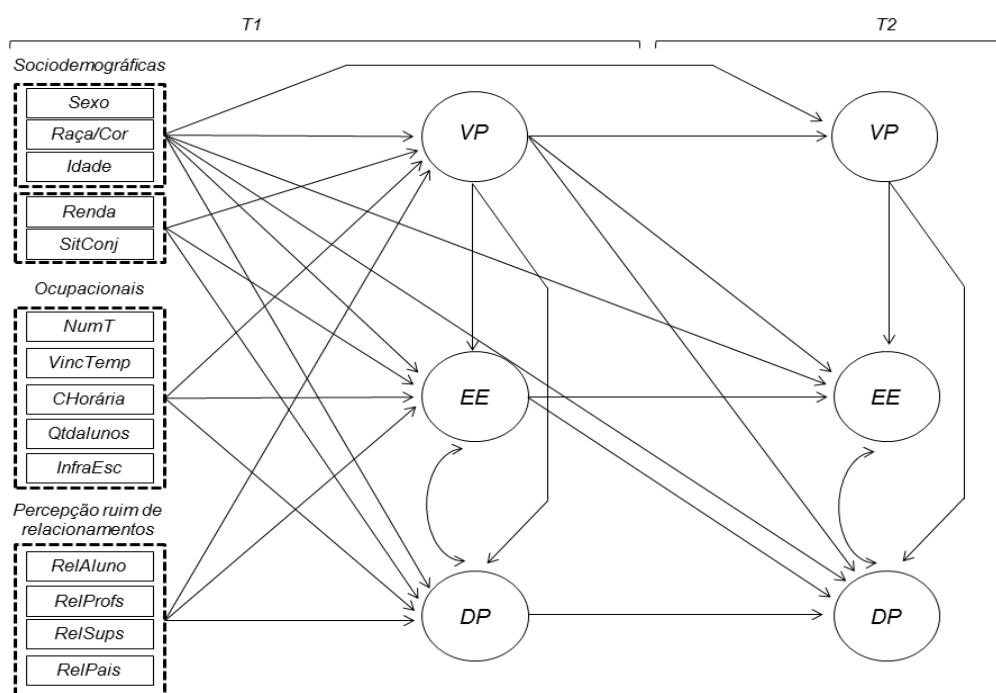 T1
T2
Sociodemográficas
Sexo
Raça/Cor
Idade
Renda
SitConj
Ocupacionais
NumT
VincTemp
CHorária
Qtdalunos
InfraEsc
Percepção ruim de
relacionamentos
RelAluno
RelProfs
RelSups
RelPais
VP
EE
DP
VP
EE
DP